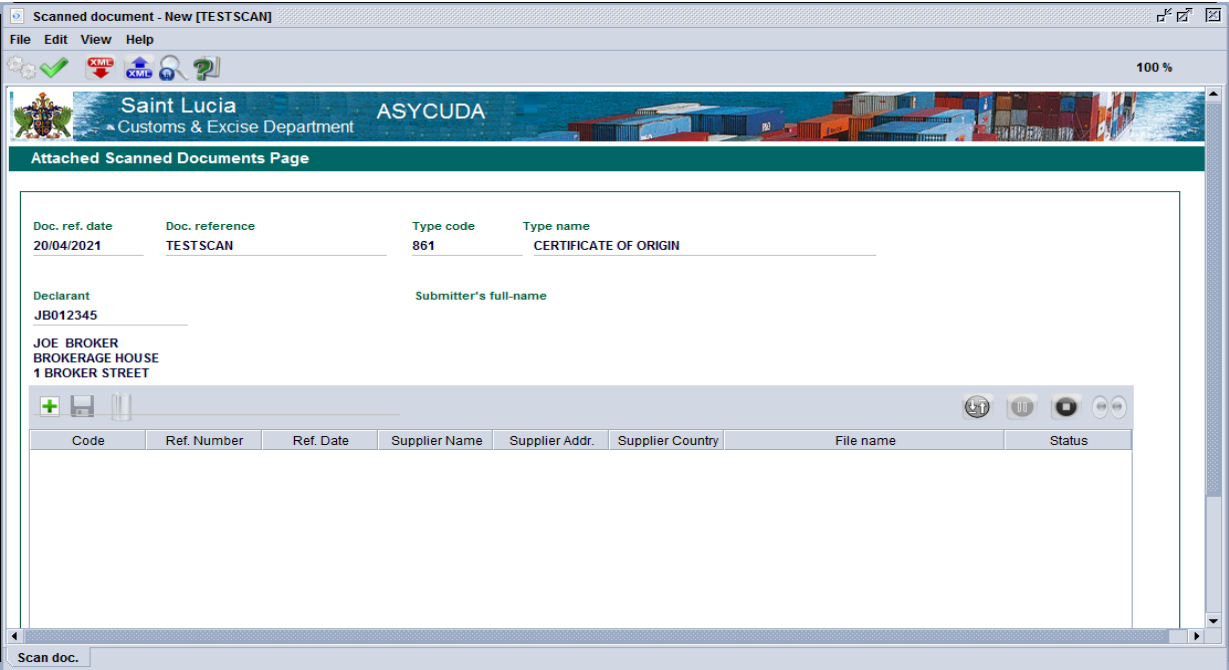 Scanned document - New [TESTSCAN]
File Edit View Help
XML XML 100 %
Saint Lucia
Customs & Excise Department
ASYCUDA
Attached Scanned Documents Page
Doc. ref. date Doc. reference Type code Type name
20/04/2021 TESTSCAN 861 CERTIFICATE OF ORIGIN
Declarant Submitter's full-name
JB012345
JOE BROKER
BROKERAGE HOUSE
1 BROKER STREET
Code Ref. Number Ref. Date Supplier Name Supplier Addr. Supplier Country File name Status
Scan doc.